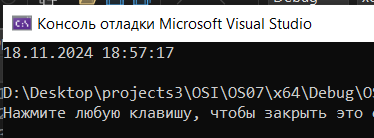 Консоль отладки Microsoft Visual Studio
18.11.2024 18:57:17
D:\Desktop\projects3\OSI\OS07\x64\Debug\OS
Нажмите любую клавишу, чтобы закрыть это